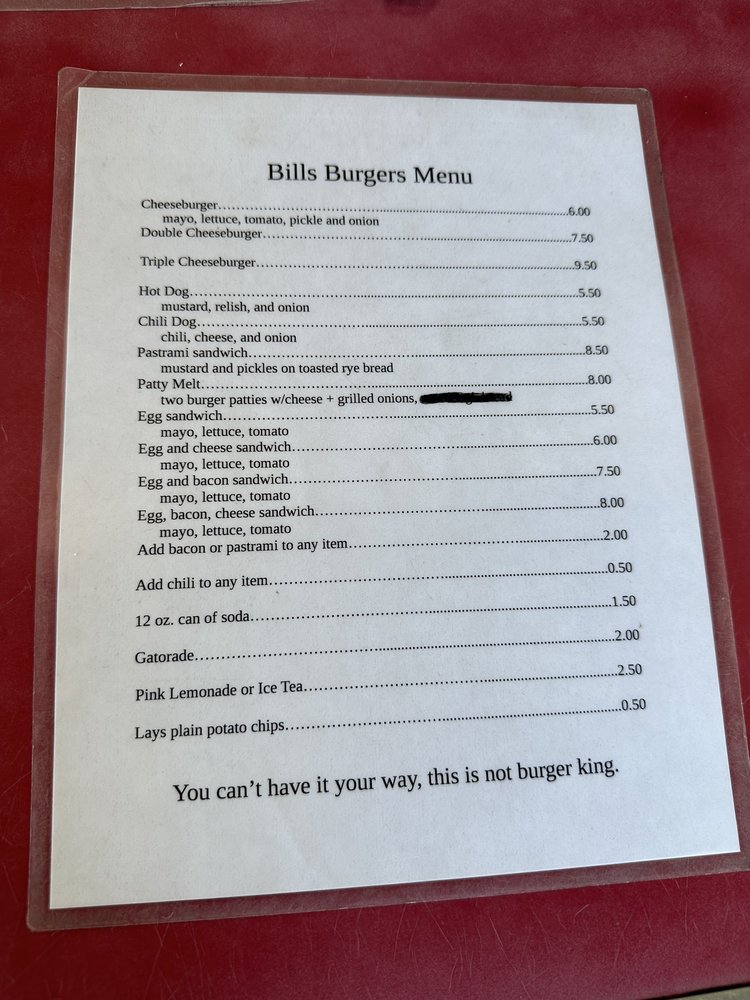 Bills Burgers Menu
Cheeseburger 6.00
mayo, lettuce, tomato, pickle and onion
Double Cheeseburger 7.50
Triple Cheeseburger 9.50
Hot Dog 5.50
mustard, relish, and onion
Chili Dog 5.50
chili, cheese, and onion
Pastrami sandwich 8.50
mustard and pickles on toasted rye bread
Patty Melt 8.00
two burger patties w/cheese + grilled onions,
Egg sandwich 5.50
mayo, lettuce, tomato
Egg and cheese sandwich 6.00
mayo, lettuce, tomato
Egg and bacon sandwich 7.50
mayo, lettuce, tomato
Egg, bacon, cheese sandwich 8.00
mayo, lettuce, tomato
Add bacon or pastrami to any item 2.00
Add chili to any item 0.50
12 oz. can of soda 1.50
Gatorade 2.00
Pink Lemonade or Ice Tea 2.50
Lays plain potato chips 0.50
You can't have it your way, this is not burger king.